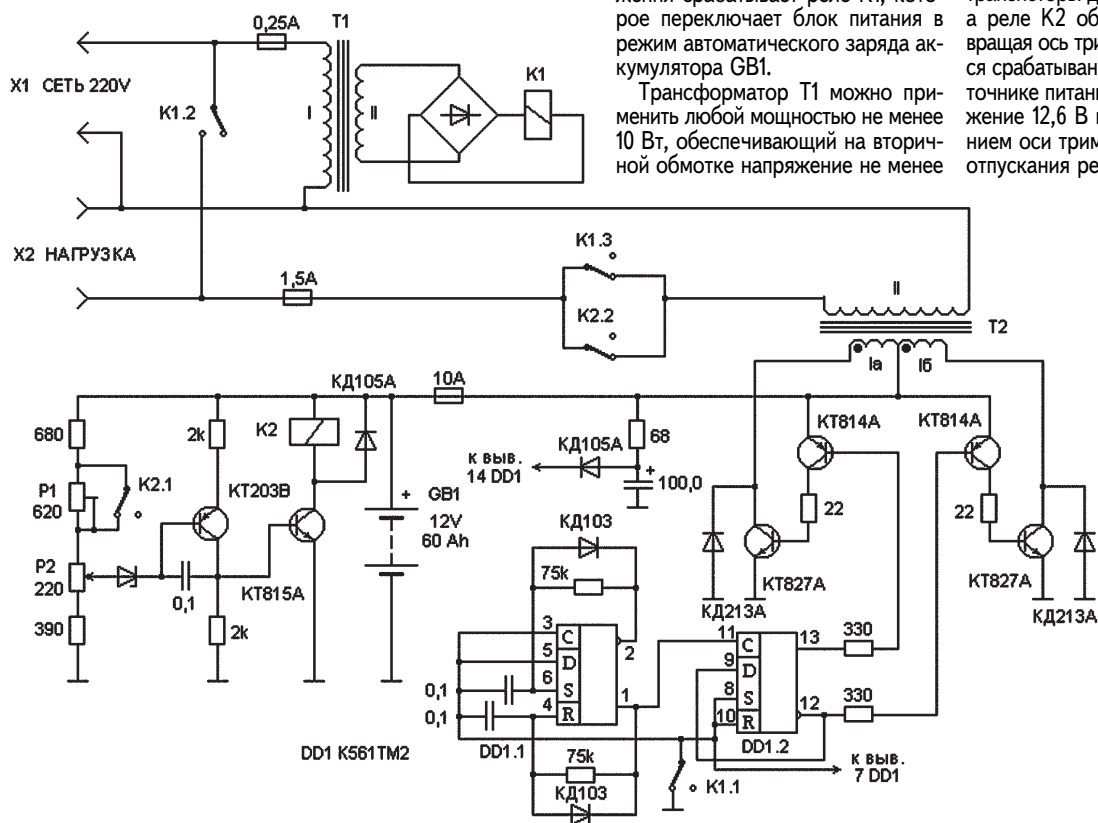 жения срабатывает реле К1, кото-
рое переключает блок питания в
режим автоматического заряда ак-
кумулятора GB1.
Трансформатор Т1 можно при-
менить любой мощностью не менее
10 Вт, обеспечивающий на вторич-
ной обмотке напряжение не менее
а реле К2 об
вращая ось три
ся срабатыван
точнике питан
жение 12,6 В
нием оси трим
отпускания ре
0,25А
Т1
Х1 СЕТЬ 220V
К1.2
I
II
К1
Х2 НАГРУЗКА
1,5А
К1.3
К2.2
II
Т2
Iа
Iб
680
Р1
620
К2.1
Р2
220
390
2k
КТ203В
0,1
2k
К2
КД105А
КТ815А
+
GB1
12V
60 Ah
10А
68
КД105А
к выв.
14 DD1
+
100,0
КТ814А
КТ814А
22
22
КТ827А
КТ827А
КД213А
КД213А
КД103
75k
3
C
5
D
6
S
4
R
2
1
0,1
0,1
DD1.1
75k
КД103
DD1 К561ТМ2
11
C
9
D
8
S
10
R
13
12
DD1.2
330
330
К1.1
к выв.
7 DD1